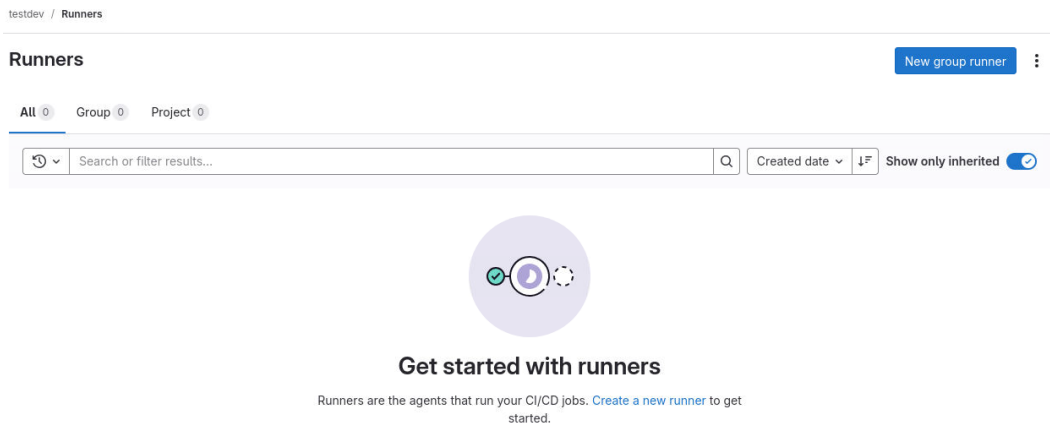 testdev / Runners
Runners
New group runner
All 0 Group 0 Project 0
Search or filter results...
Created date
Show only inherited
Get started with runners
Runners are the agents that run your CI/CD jobs. Create a new runner to get
started.